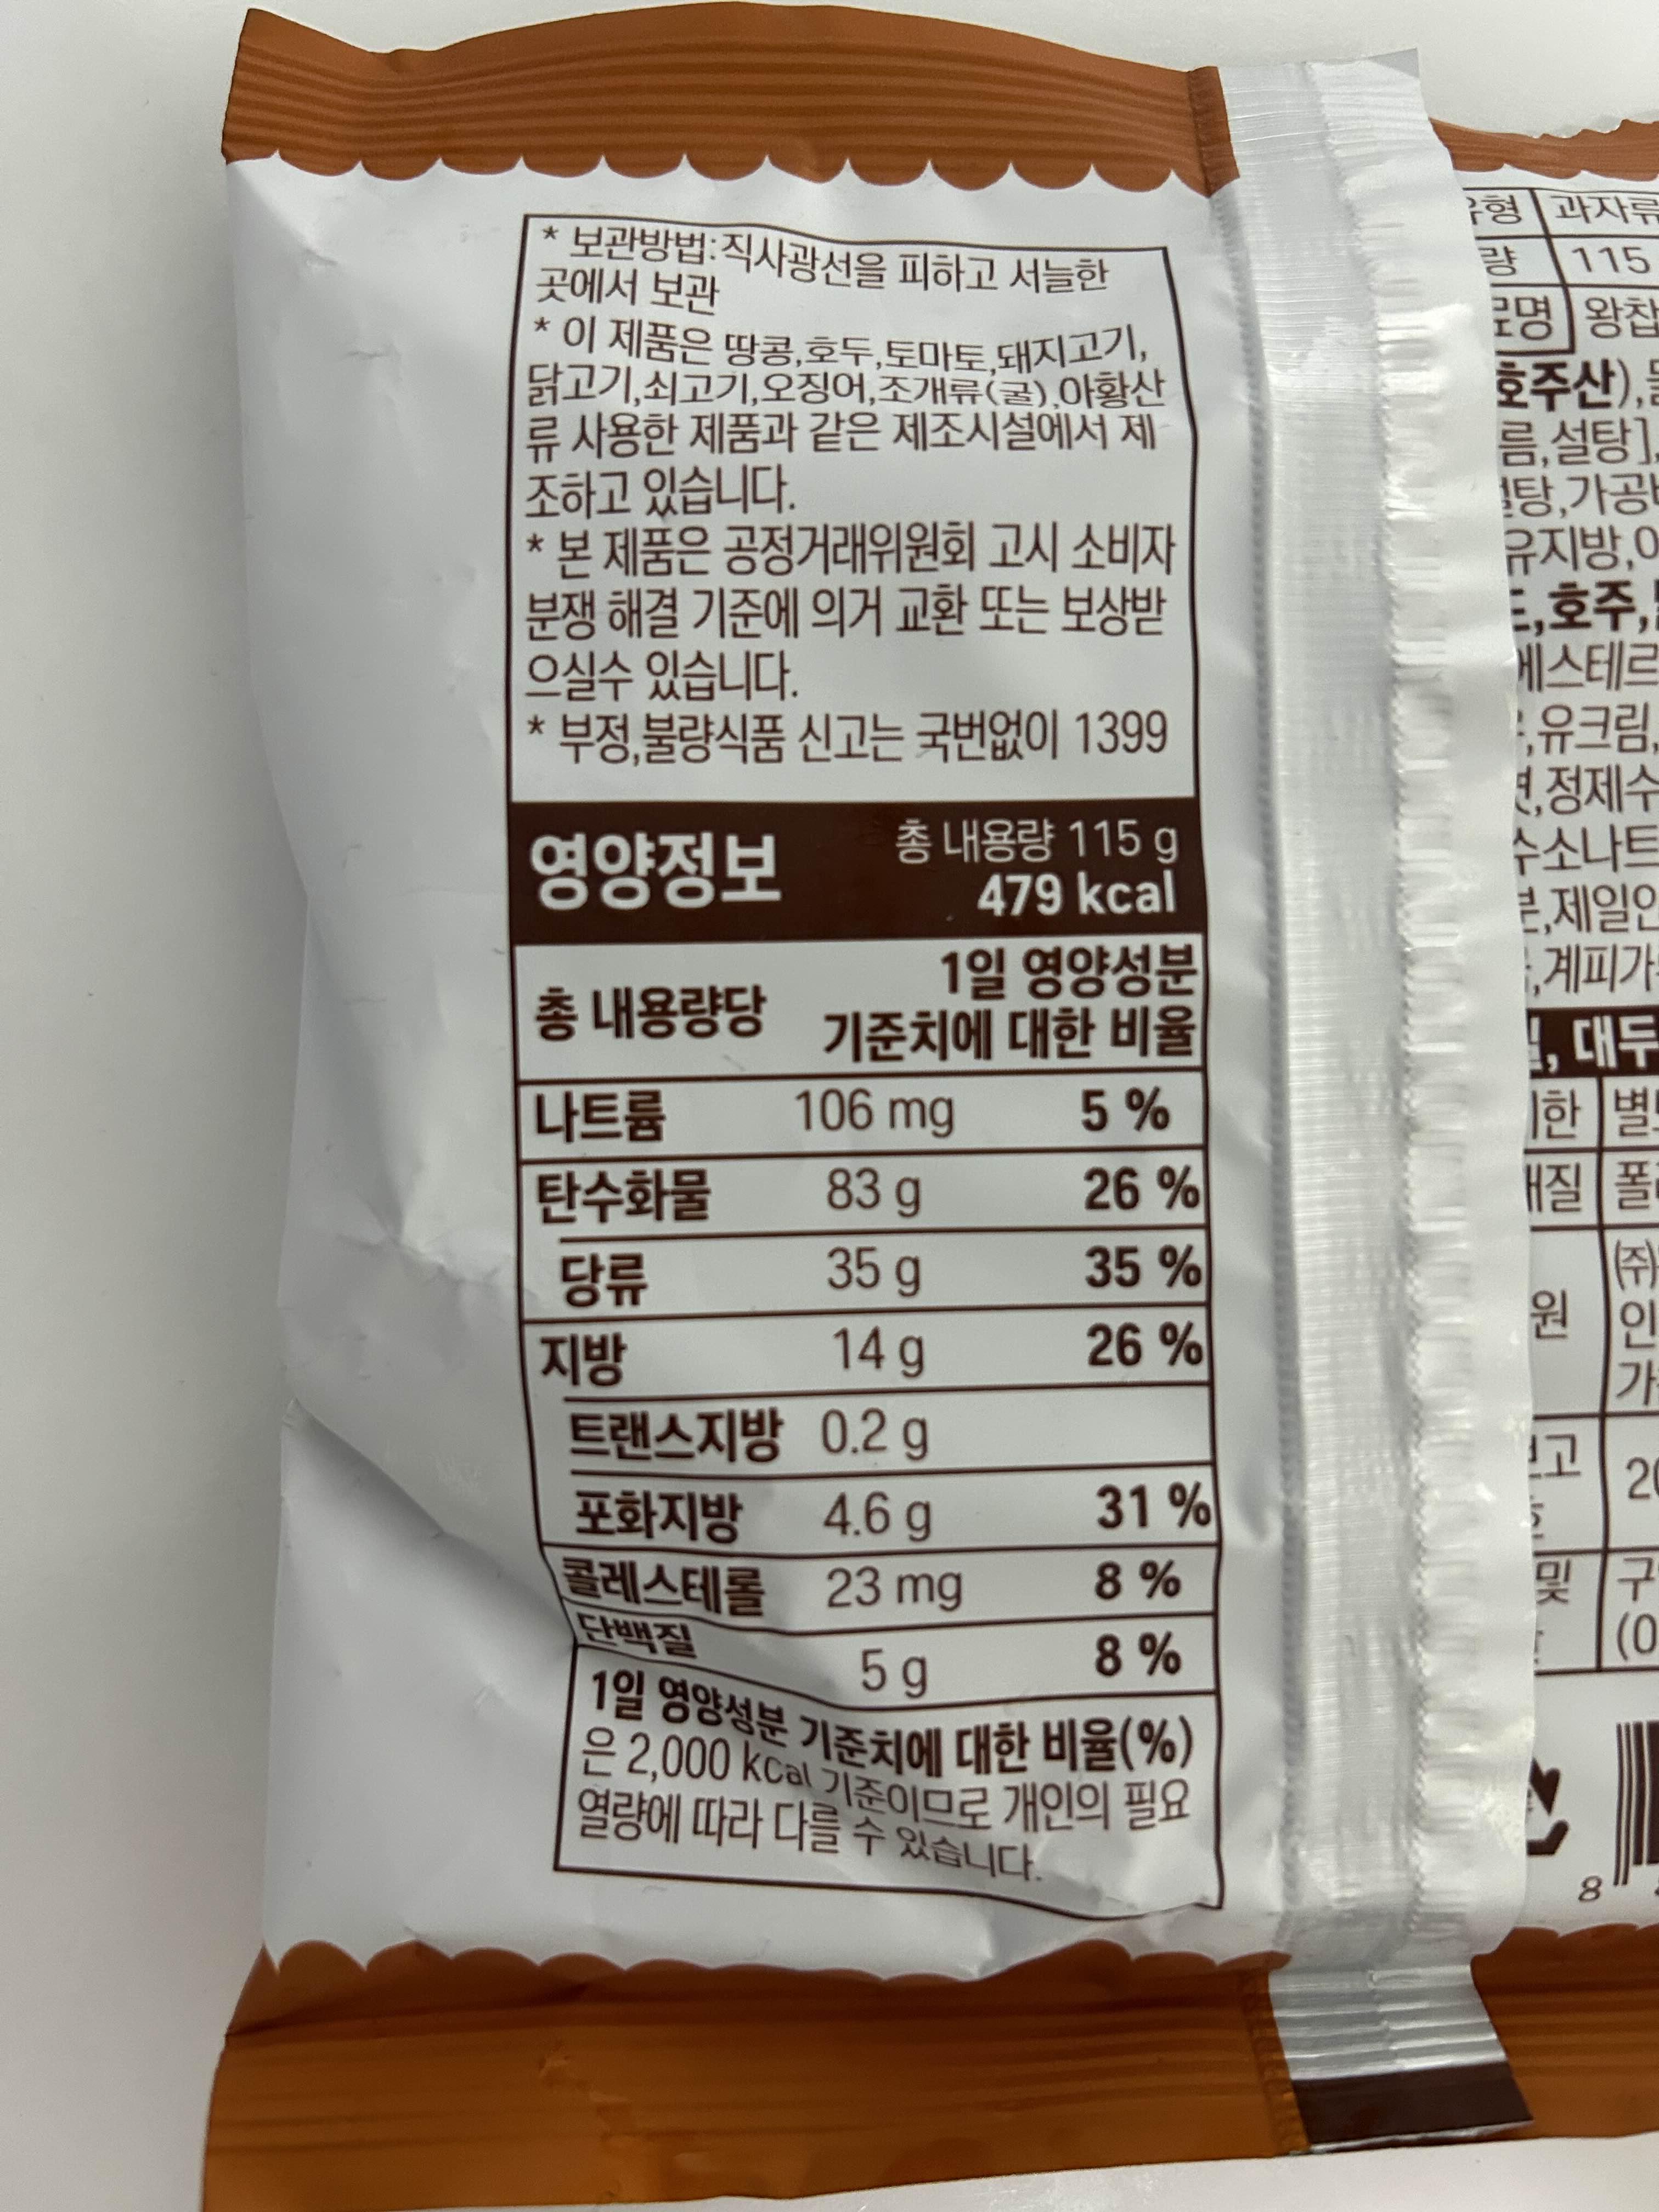 * 보관방법:직사광선을 피하고 서늘한
곳에서 보관
* 이 제품은 땅콩,호두,토마토,돼지고기,
닭고기,쇠고기,오징어,조개류(굴),아황산
류 사용한 제품과 같은 제조시설에서 제
조하고 있습니다.
* 본 제품은 공정거래위원회 고시 소비자
분쟁 해결 기준에 의거 교환 또는 보상받
으실수 있습니다.
* 부정,불량식품 신고는 국번없이 1399
영양정보
총 내용량 115 g
479 kcal
총 내용량당
1일 영양성분
기준치에 대한 비율
나트륨 106 mg 5 %
탄수화물 83 g 26 %
당류 35 g 35 %
지방 14 g 26 %
트랜스지방 0.2 g
포화지방 4.6 g 31 %
콜레스테롤 23 mg 8 %
단백질 5 g 8 %
1일 영양성분 기준치에 대한 비율(%)
은 2,000 kcal 기준이므로 개인의 필요
열량에 따라 다를 수 있습니다.
과자류
115
왕찹
호주산),
름,설탕],
탕,가공
유지방,
호주,
에스테르
유크림,
정제수
수소나트
제일인
계피가
대두
한 별
질 폴
원 (주)
인
가
고 20
및 구
(0
8